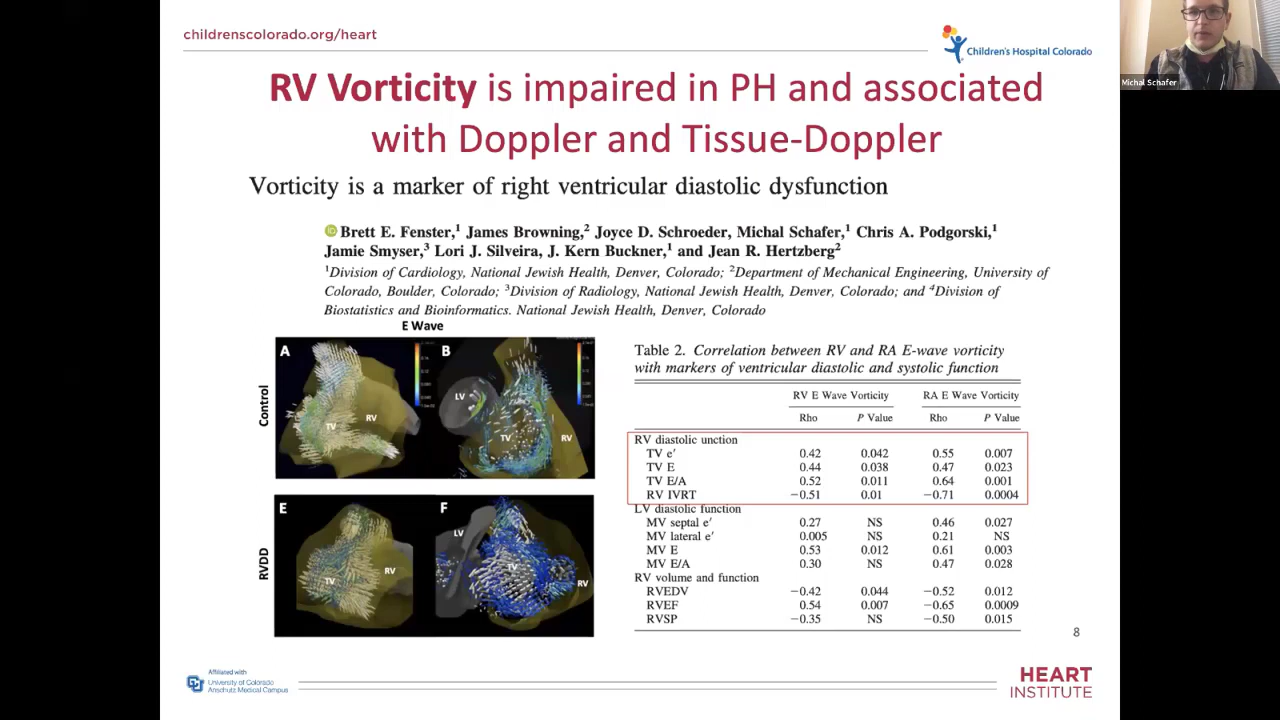 childrenscolorado.org/heart
Children's Hospital Colorado
Michal Schafer
RV Vorticity is impaired in PH and associated
with Doppler and Tissue-Doppler
Vorticity is a marker of right ventricular diastolic dysfunction
Brett E. Fenster,¹ James Browning,² Joyce D. Schroeder, Michal Schafer,¹ Chris A. Podgorski,¹
Jamie Smyser,³ Lori J. Silveira, J. Kern Buckner,¹ and Jean R. Hertzberg²
¹Division of Cardiology, National Jewish Health, Denver, Colorado; ²Department of Mechanical Engineering, University of
Colorado, Boulder, Colorado; ³Division of Radiology, National Jewish Health, Denver, Colorado; and ⁴Division of
Biostatistics and Bioinformatics. National Jewish Health, Denver, Colorado
E Wave
Control
A
RV
TV
B
LV
TV
RV
RVDD
E
TV
RV
F
LV
TV
RV
Table 2. Correlation between RV and RA E-wave vorticity
with markers of ventricular diastolic and systolic function
RV E Wave Vorticity RA E Wave Vorticity
Rho P Value Rho P Value
RV diastolic unction
TV e′ 0.42 0.042 0.55 0.007
TV E 0.44 0.038 0.47 0.023
TV E/A 0.52 0.011 0.64 0.001
RV IVRT −0.51 0.01 −0.71 0.0004
LV diastolic function
MV septal e′ 0.27 NS 0.46 0.027
MV lateral e′ 0.005 NS 0.21 NS
MV E 0.53 0.012 0.61 0.003
MV E/A 0.30 NS 0.47 0.028
RV volume and function
RVEDV −0.42 0.044 −0.52 0.012
RVEF 0.54 0.007 −0.65 0.0009
RVSP −0.35 NS −0.50 0.015
8
Affiliated with
University of Colorado
Anschutz Medical Campus
HEART
INSTITUTE